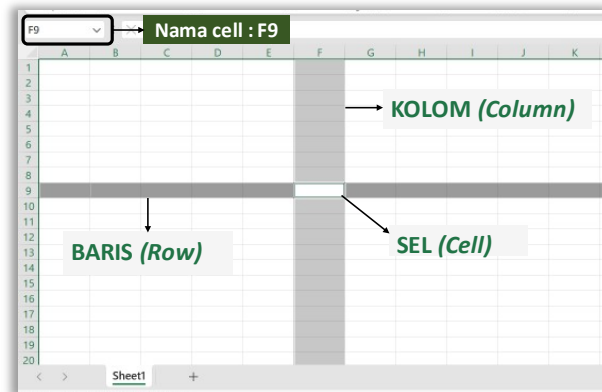 F9
Nama cell : F9
A B C D E F G H I J K
1
2
3
KOLOM (Column)
4
5
6
7
8
9
10
11
12
SEL (Cell)
BARIS (Row)
13
14
15
16
17
18
19
20
Sheet1